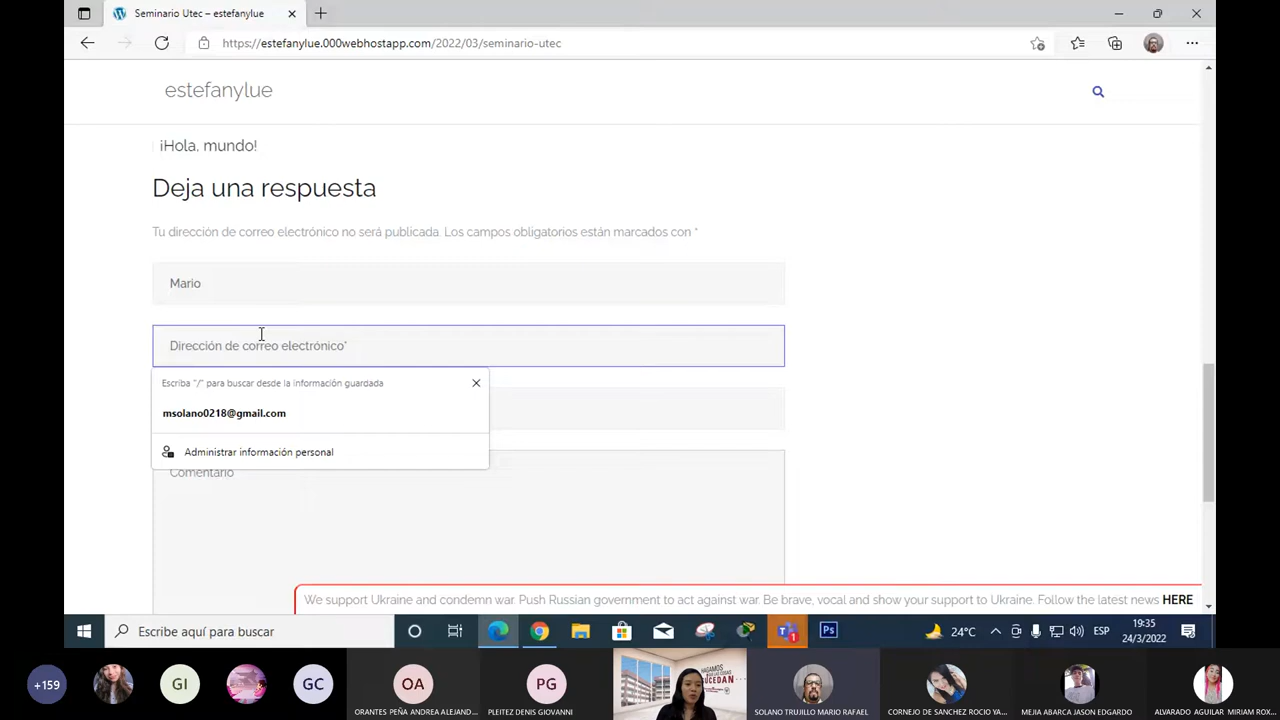 Seminario Utec – estefanylue
https://estefanylue.000webhostapp.com/2022/03/seminario-utec
estefanylue
¡Hola, mundo!
Deja una respuesta
Tu dirección de correo electrónico no será publicada. Los campos obligatorios están marcados con *
Mario
Dirección de correo electrónico*
Escriba "/" para buscar desde la información guardada
msolano0218@gmail.com
Administrar información personal
Comentario
We support Ukraine and condemn war. Push Russian government to act against war. Be brave, vocal and show your support to Ukraine. Follow the latest news HERE
Escribe aquí para buscar
1
Ps
24°C
ESP
19:35
24/3/2022
+159
GI
GC
OA
ORANTES PEÑA ANDREA ALEJAND...
PG
PLEITEZ DENIS GIOVANNI
HAGAMOS
SUCEDAN
SOLANO TRUJILLO MARIO RAFAEL
CORNEJO DE SANCHEZ ROCIO YA...
MEJIA ABARCA JASON EDGARDO
ALVARADO AGUILAR MIRIAM ROX...